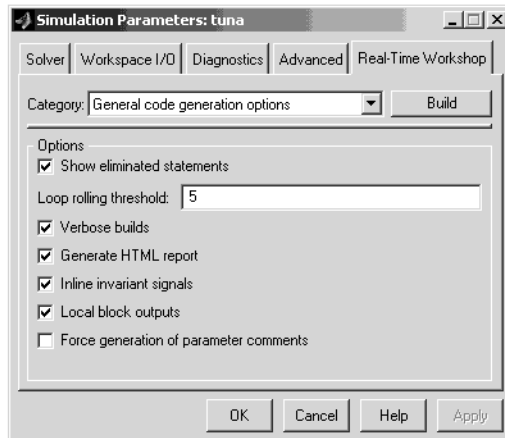 Simulation Parameters: tuna
Solver Workspace I/O Diagnostics Advanced Real-Time Workshop
Category: General code generation options Build
Options
Show eliminated statements
Loop rolling threshold: 5
Verbose builds
Generate HTML report
Inline invariant signals
Local block outputs
Force generation of parameter comments
OK Cancel Help Apply